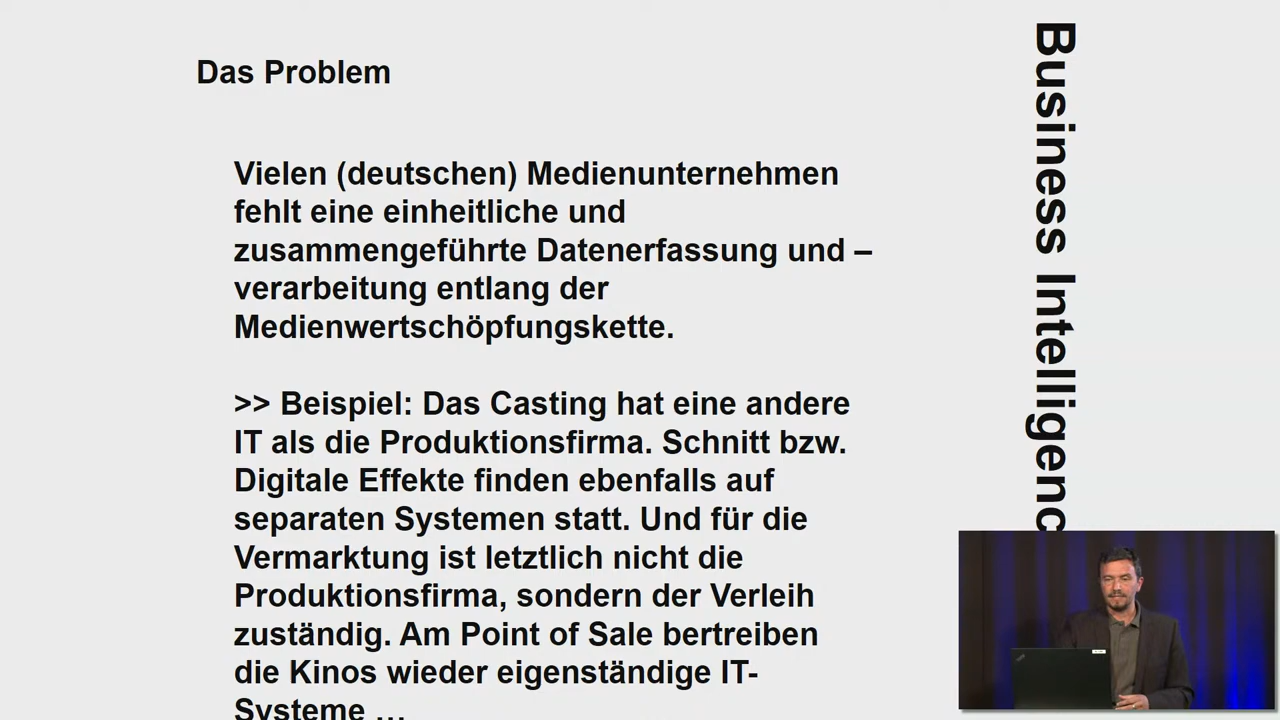 Das Problem
Vielen (deutschen) Medienunternehmen
fehlt eine einheitliche und
zusammengeführte Datenerfassung und –
verarbeitung entlang der
Medienwertschöpfungskette.
>> Beispiel: Das Casting hat eine andere
IT als die Produktionsfirma. Schnitt bzw.
Digitale Effekte finden ebenfalls auf
separaten Systemen statt. Und für die
Vermarktung ist letztlich nicht die
Produktionsfirma, sondern der Verleih
zuständig. Am Point of Sale bertreiben
die Kinos wieder eigenständige IT-
Systeme …
Business Intelligenc